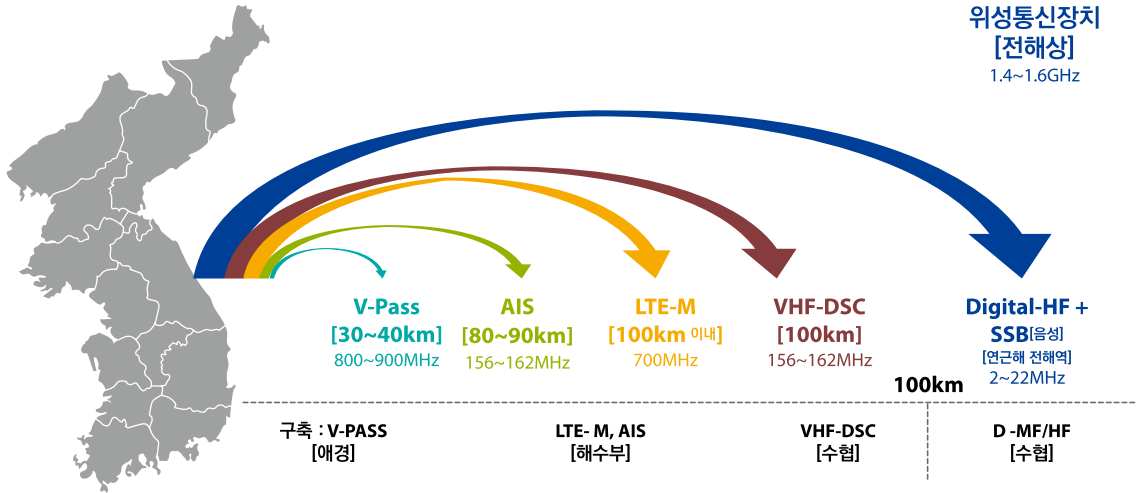 위성통신장치
[전해상]
1.4~1.6GHz
V-Pass
[30~40km]
800~900MHz
AIS
[80~90km]
156~162MHz
LTE-M
[100km 이내]
700MHz
VHF-DSC
[100km]
156~162MHz
Digital-HF +
SSB[음성]
[연근해 전해역]
2~22MHz
100km
구축 : V-PASS
[애경]
LTE- M, AIS
[해수부]
VHF-DSC
[수협]
D -MF/HF
[수협]